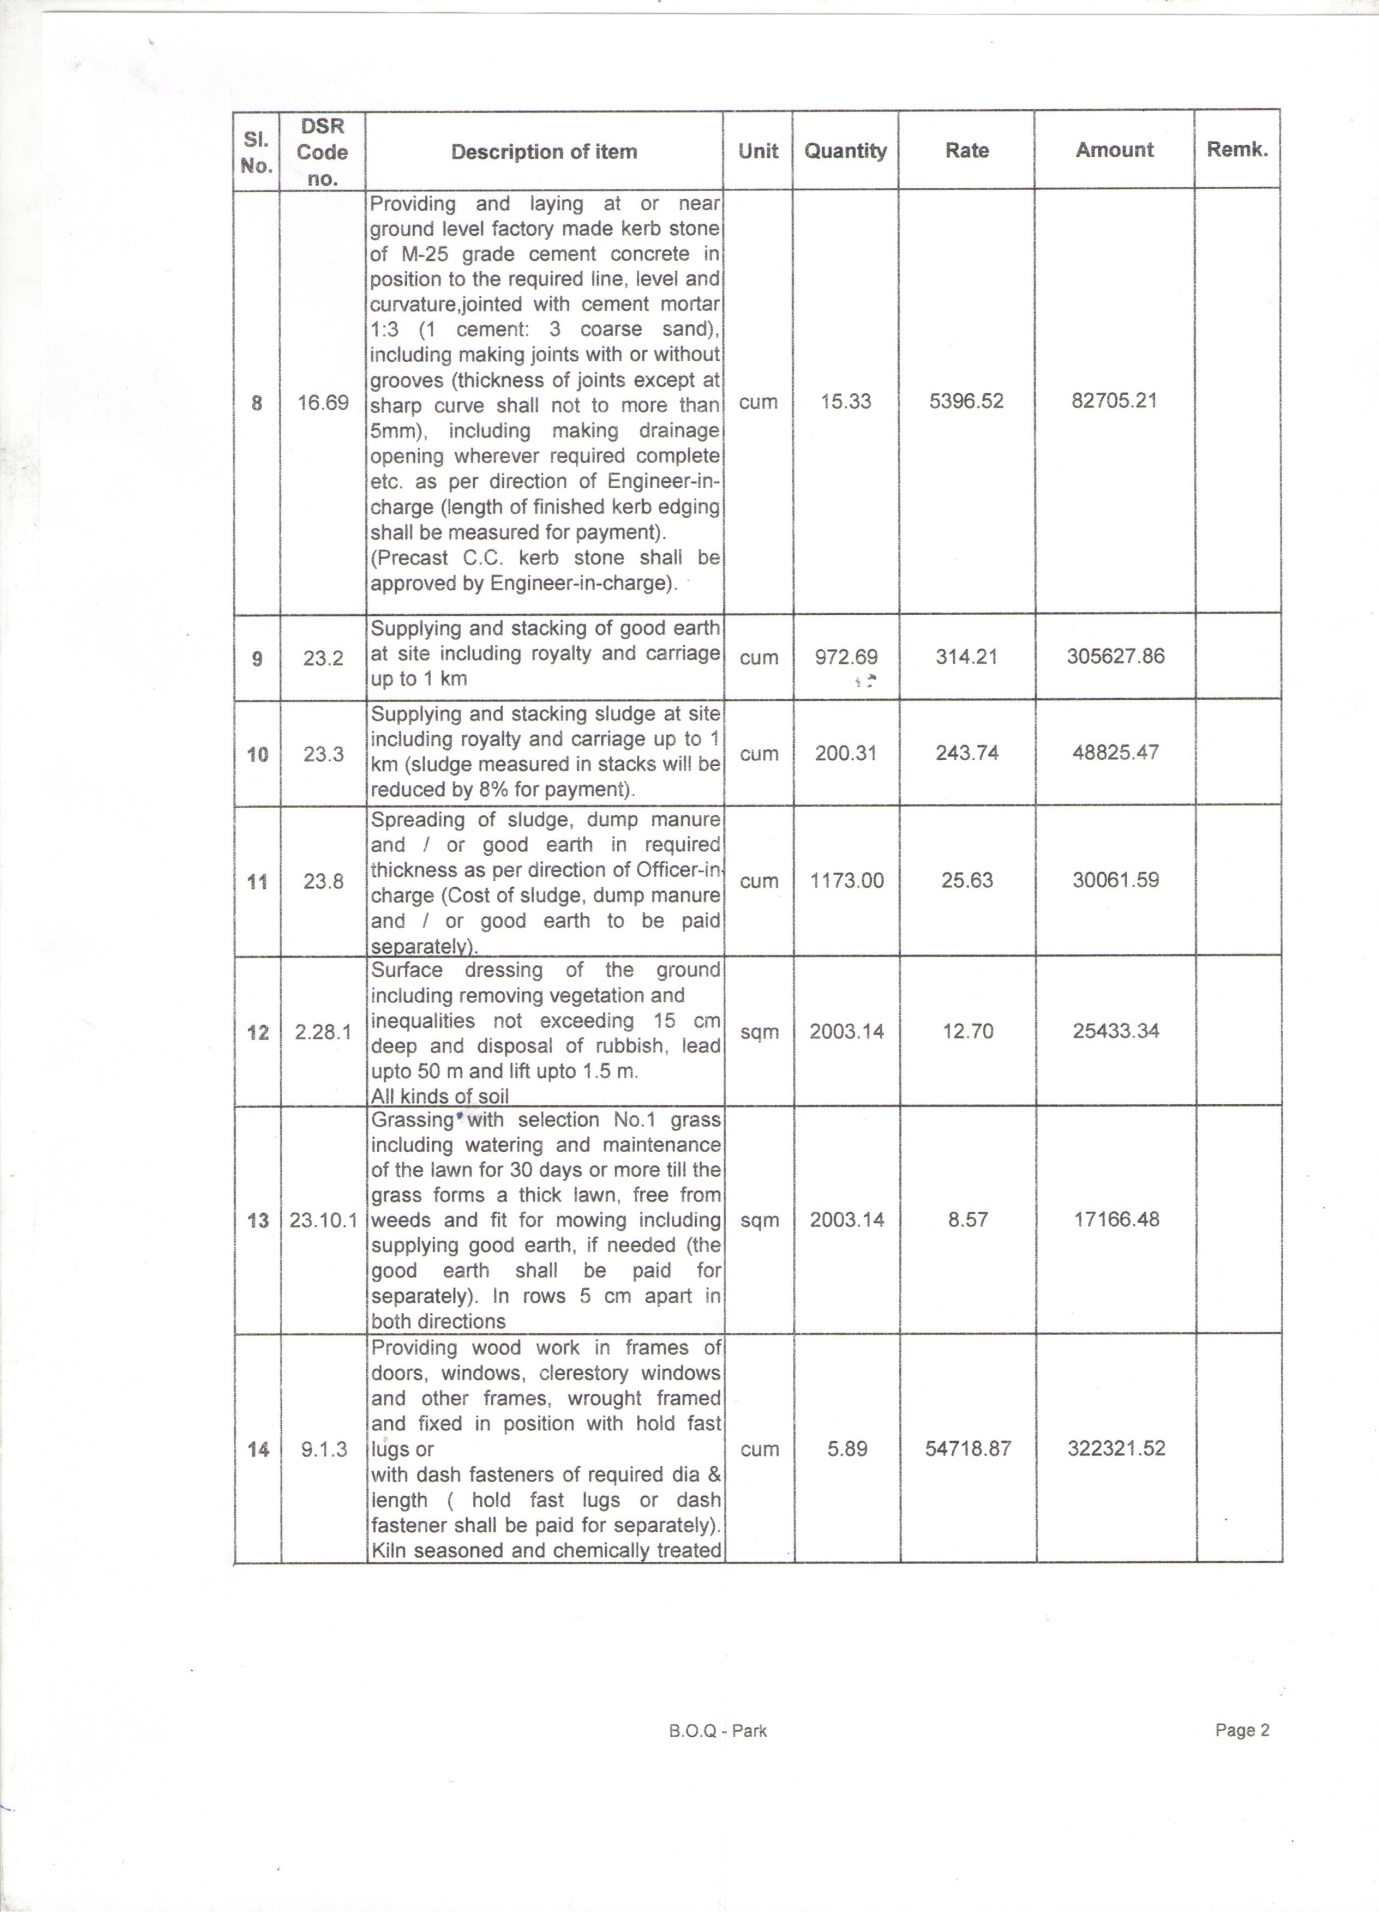 Sl. No. DSR Code no. Description of item Unit Quantity Rate Amount Remk.
Providing and laying at or near
ground level factory made kerb stone
of M-25 grade cement concrete in
position to the required line, level and
curvature,jointed with cement mortar
1:3 (1 cement: 3 coarse sand),
including making joints with or without
grooves (thickness of joints except at
8 16.69 sharp curve shall not to more than cum 15.33 5396.52 82705.21
5mm), including making drainage
opening wherever required complete
etc. as per direction of Engineer-in-
charge (length of finished kerb edging
shall be measured for payment).
(Precast C.C. kerb stone shall be
approved by Engineer-in-charge).
Supplying and stacking of good earth
9 23.2 at site including royalty and carriage cum 972.69 314.21 305627.86
up to 1 km
Supplying and stacking sludge at site
including royalty and carriage up to 1
10 23.3 km (sludge measured in stacks will be cum 200.31 243.74 48825.47
reduced by 8% for payment).
Spreading of sludge, dump manure
and / or good earth in required
thickness as per direction of Officer-in-
11 23.8 charge (Cost of sludge, dump manure cum 1173.00 25.63 30061.59
and / or good earth to be paid
separately).
Surface dressing of the ground
including removing vegetation and
12 2.28.1 inequalities not exceeding 15 cm sqm 2003.14 12.70 25433.34
deep and disposal of rubbish, lead
upto 50 m and lift upto 1.5 m.
All kinds of soil
Grassing with selection No.1 grass
including watering and maintenance
of the lawn for 30 days or more till the
grass forms a thick lawn, free from
13 23.10.1 weeds and fit for mowing including sqm 2003.14 8.57 17166.48
supplying good earth, if needed (the
good earth shall be paid for
separately). In rows 5 cm apart in
both directions
Providing wood work in frames of
doors, windows, clerestory windows
and other frames, wrought framed
and fixed in position with hold fast
14 9.1.3 lugs or cum 5.89 54718.87 322321.52
with dash fasteners of required dia &
length ( hold fast lugs or dash
fastener shall be paid for separately).
Kiln seasoned and chemically treated
B.O.Q - Park Page 2